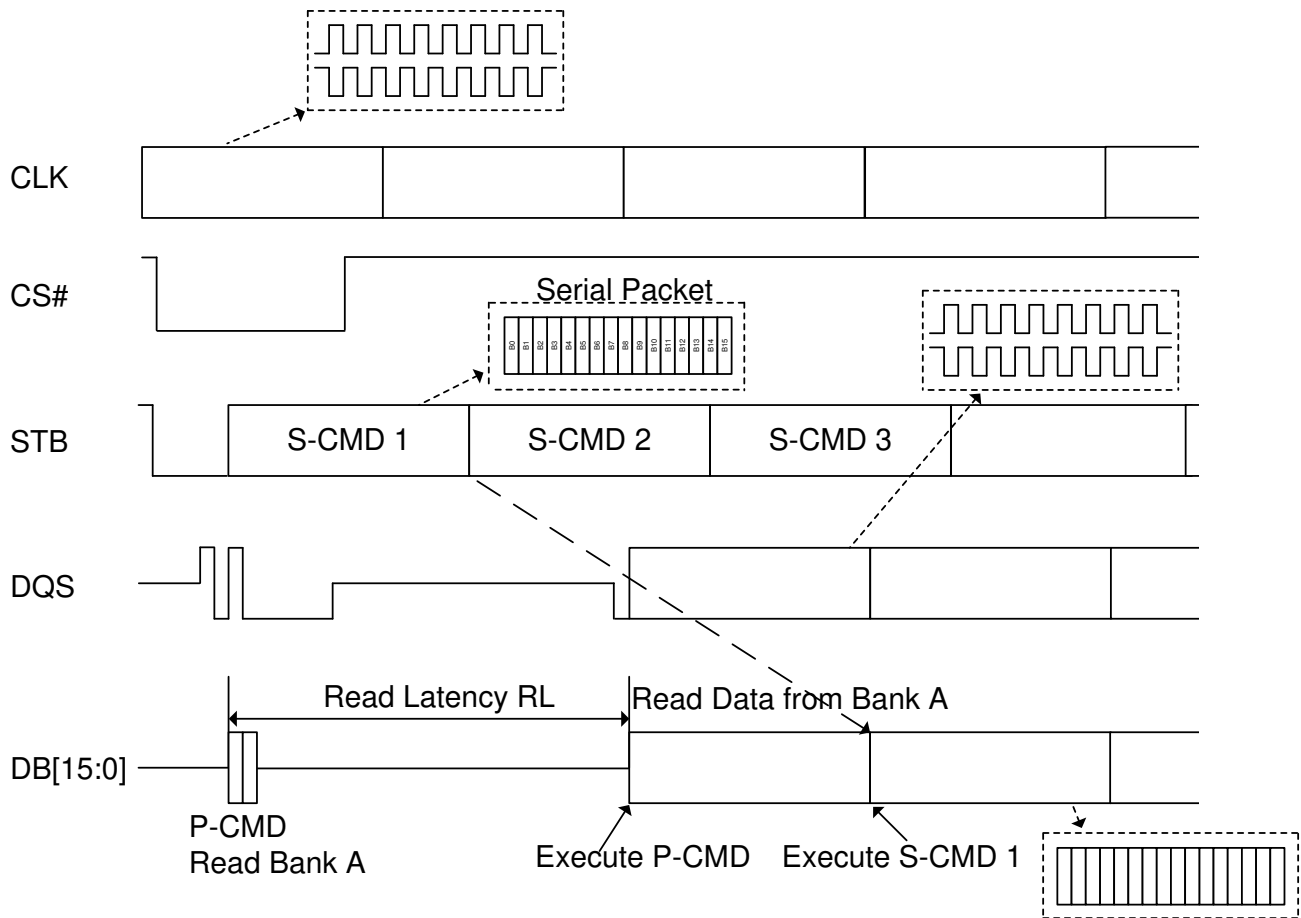 CLK
CS#
Serial Packet
B0 B1 B2 B3 B4 B5 B6 B7 B8 B9 B10 B11 B12 B13 B14 B15
STB
S-CMD 1
S-CMD 2
S-CMD 3
DQS
Read Latency RL
Read Data from Bank A
DB[15:0]
P-CMD
Read Bank A
Execute P-CMD
Execute S-CMD 1